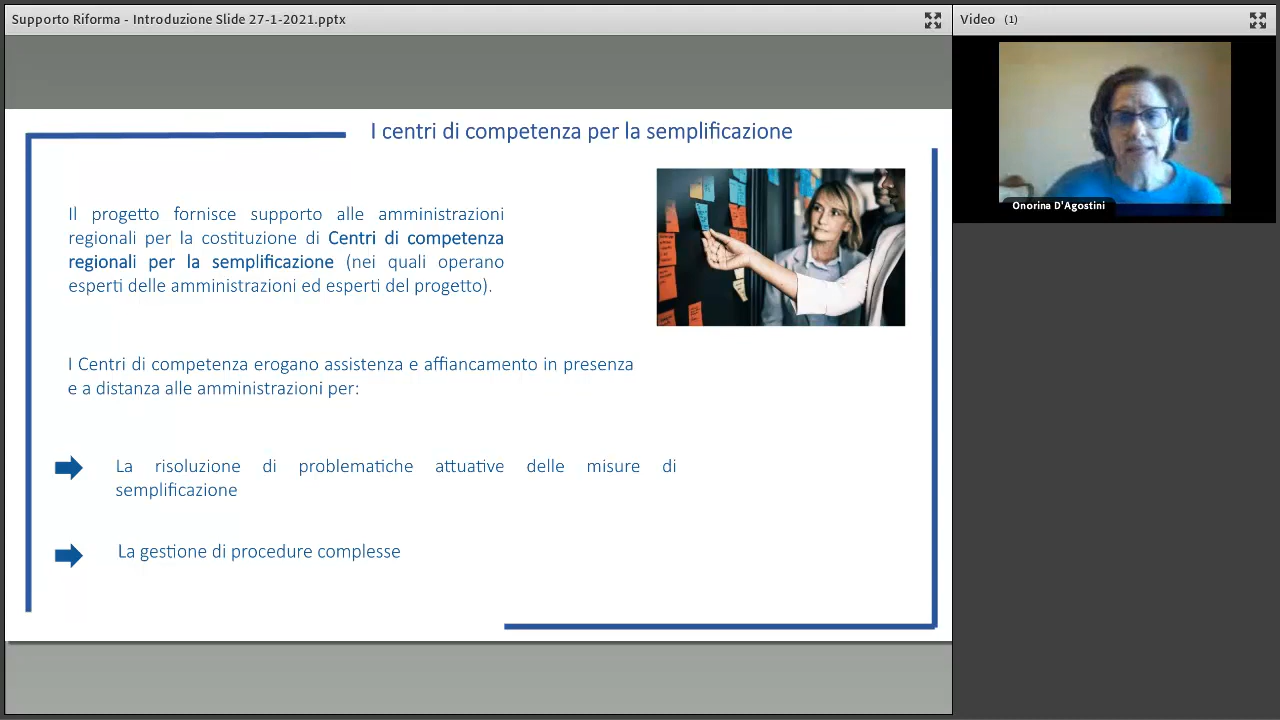 Supporto Riforma - Introduzione Slide 27-1-2021.pptx
Video (1)
Onorina D'Agostini
I centri di competenza per la semplificazione
Il progetto fornisce supporto alle amministrazioni
regionali per la costituzione di Centri di competenza
regionali per la semplificazione (nei quali operano
esperti delle amministrazioni ed esperti del progetto).
I Centri di competenza erogano assistenza e affiancamento in presenza
e a distanza alle amministrazioni per:
La risoluzione di problematiche attuative delle misure di
semplificazione
La gestione di procedure complesse